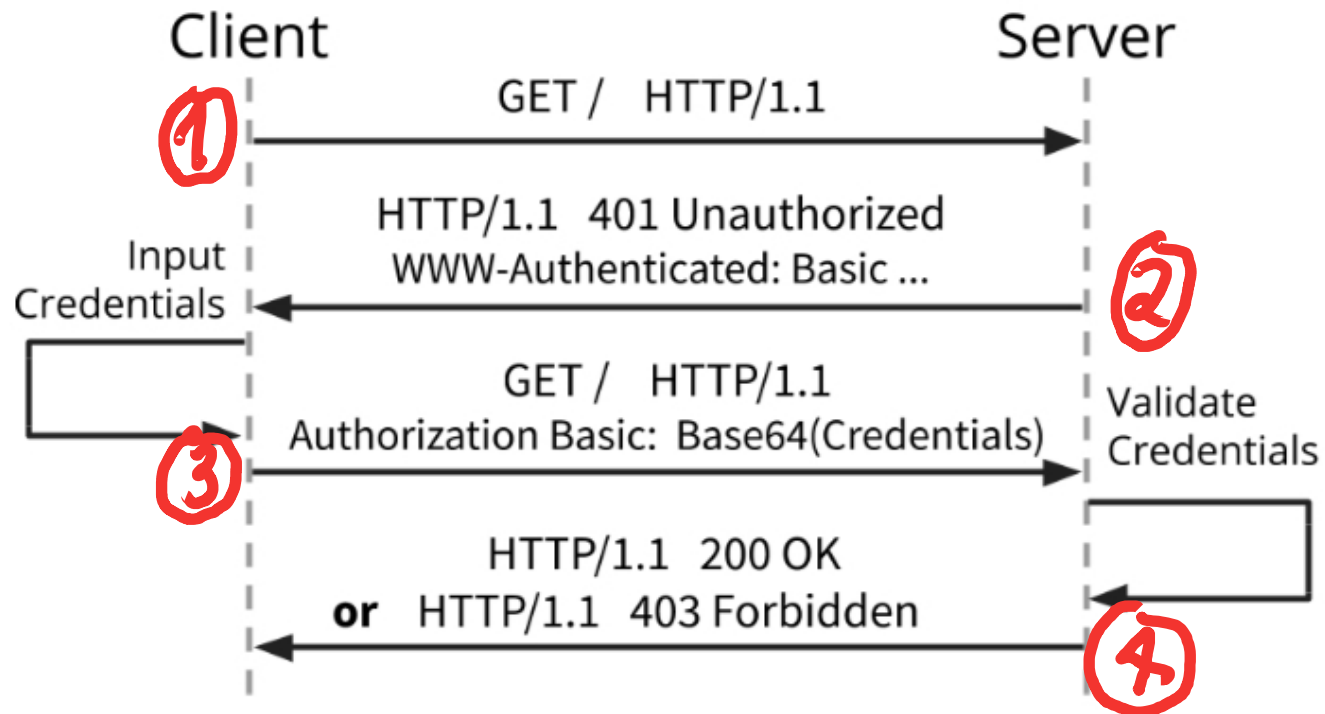 Client
Server
1
GET /   HTTP/1.1
HTTP/1.1   401 Unauthorized
WWW-Authenticated: Basic ...
2
Input
Credentials
GET /   HTTP/1.1
Authorization Basic:  Base64(Credentials)
3
Validate
Credentials
HTTP/1.1   200 OK
or   HTTP/1.1   403 Forbidden
4